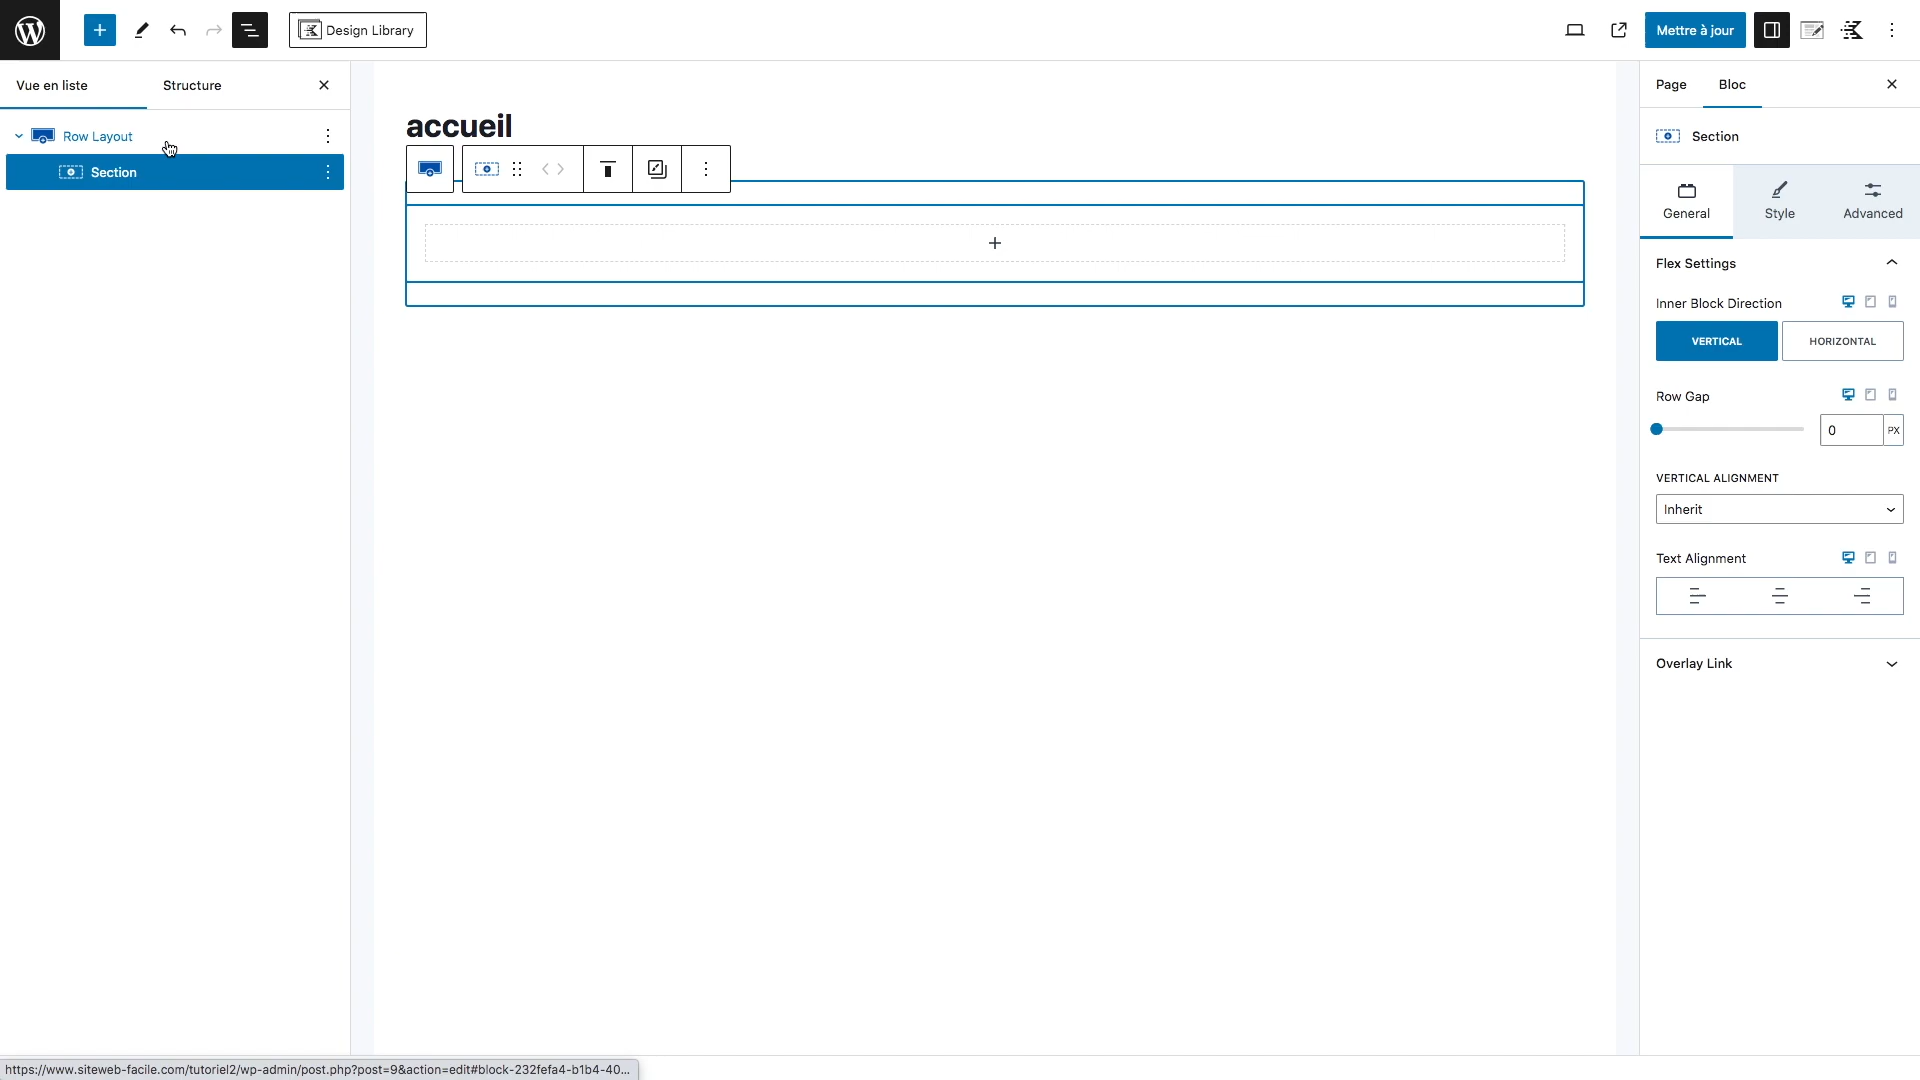 Design Library
Mettre à jour
Vue en liste
Structure
Row Layout
Section
accueil
Page
Bloc
Section
General
Style
Advanced
Flex Settings
Inner Block Direction
VERTICAL
HORIZONTAL
Row Gap
0
PX
VERTICAL ALIGNMENT
Inherit
Text Alignment
Overlay Link
https://www.siteweb-facile.com/tutoriel2/wp-admin/post.php?post=9&action=edit#block-232fefa4-b1b4-40...